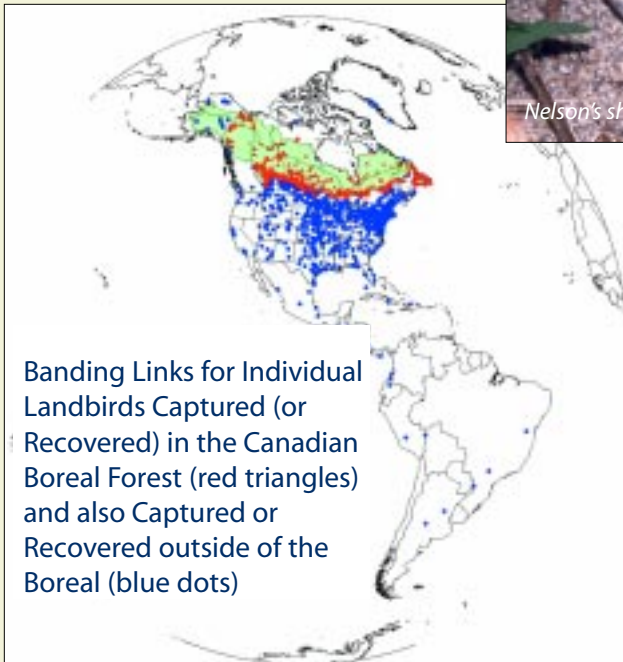 Nelson's
Banding Links for Individual
Landbirds Captured (or
Recovered) in the Canadian
Boreal Forest (red triangles)
and also Captured or
Recovered outside of the
Boreal (blue dots)